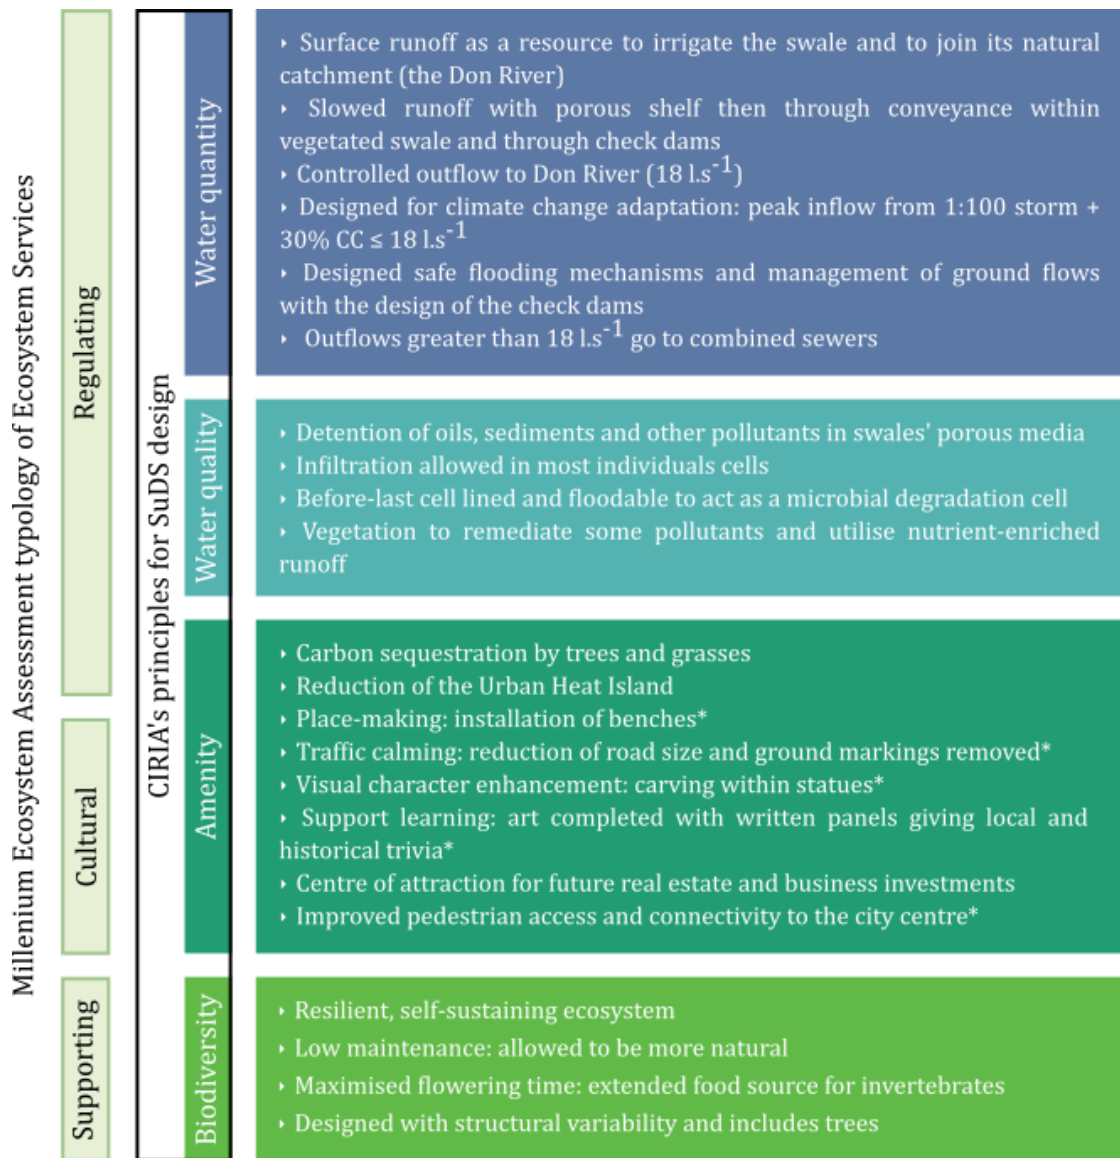 Millenium Ecosystem Assessment typology of Ecosystem Services
Regulating
Cultural
Supporting
CIRIA's principles for SuDS design
Water quantity
‣ Surface runoff as a resource to irrigate the swale and to join its natural
catchment (the Don River)
‣ Slowed runoff with porous shelf then through conveyance within
vegetated swale and through check dams
‣ Controlled outflow to Don River (18 l.s⁻¹)
‣ Designed for climate change adaptation: peak inflow from 1:100 storm +
30% CC ≤ 18 l.s⁻¹
‣ Designed safe flooding mechanisms and management of ground flows
with the design of the check dams
‣ Outflows greater than 18 l.s⁻¹ go to combined sewers
Water quality
‣ Detention of oils, sediments and other pollutants in swales' porous media
‣ Infiltration allowed in most individuals cells
‣ Before-last cell lined and floodable to act as a microbial degradation cell
‣ Vegetation to remediate some pollutants and utilise nutrient-enriched
runoff
Amenity
‣ Carbon sequestration by trees and grasses
‣ Reduction of the Urban Heat Island
‣ Place-making: installation of benches*
‣ Traffic calming: reduction of road size and ground markings removed*
‣ Visual character enhancement: carving within statues*
‣ Support learning: art completed with written panels giving local and
historical trivia*
‣ Centre of attraction for future real estate and business investments
‣ Improved pedestrian access and connectivity to the city centre*
Biodiversity
‣ Resilient, self-sustaining ecosystem
‣ Low maintenance: allowed to be more natural
‣ Maximised flowering time: extended food source for invertebrates
‣ Designed with structural variability and includes trees